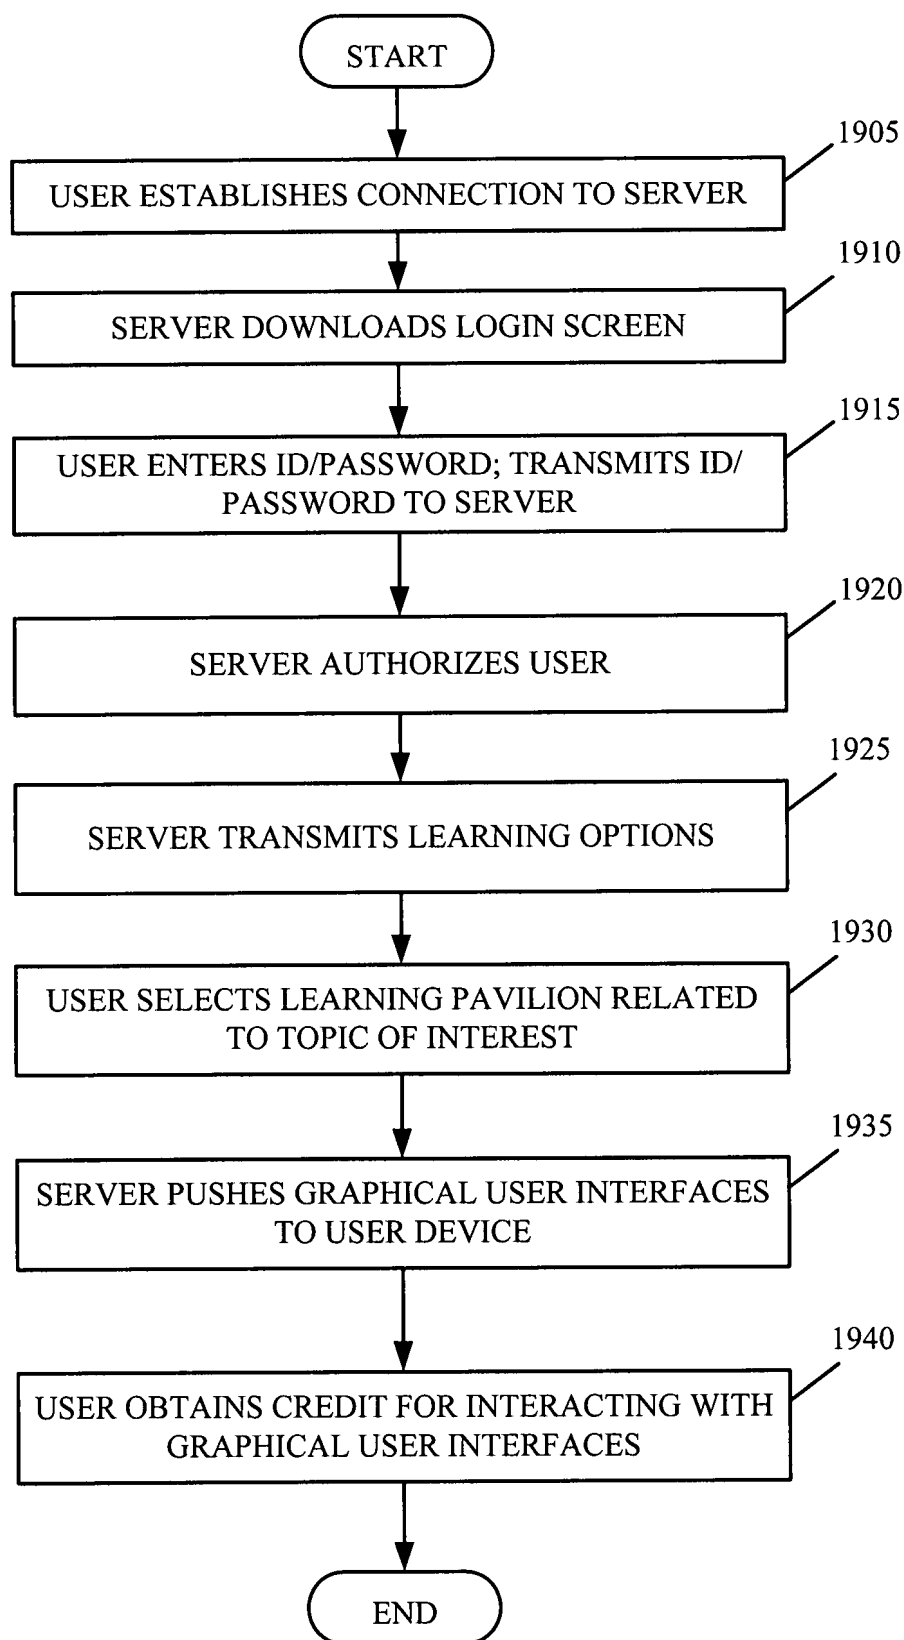 START
1905
USER ESTABLISHES CONNECTION TO SERVER
1910
SERVER DOWNLOADS LOGIN SCREEN
1915
USER ENTERS ID/PASSWORD; TRANSMITS ID/
PASSWORD TO SERVER
1920
SERVER AUTHORIZES USER
1925
SERVER TRANSMITS LEARNING OPTIONS
1930
USER SELECTS LEARNING PAVILION RELATED
TO TOPIC OF INTEREST
1935
SERVER PUSHES GRAPHICAL USER INTERFACES
TO USER DEVICE
1940
USER OBTAINS CREDIT FOR INTERACTING WITH
GRAPHICAL USER INTERFACES
END